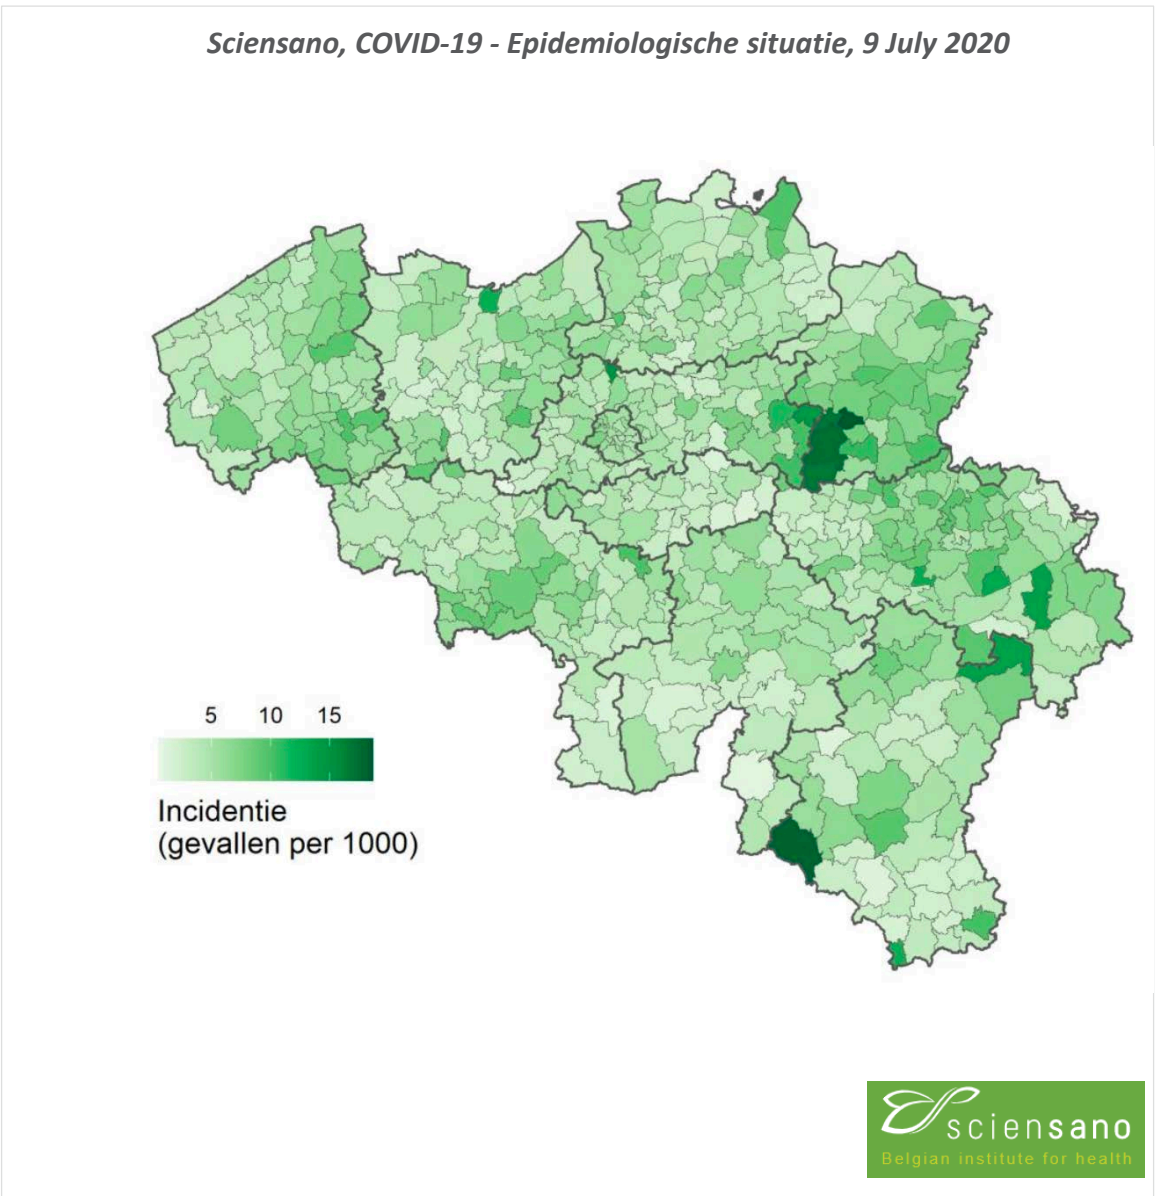 Sciensano, COVID-19 - Epidemiologische situatie, 9 July 2020
5 10 15
Incidentie
(gevallen per 1000)
sciensano
Belgian institute for health